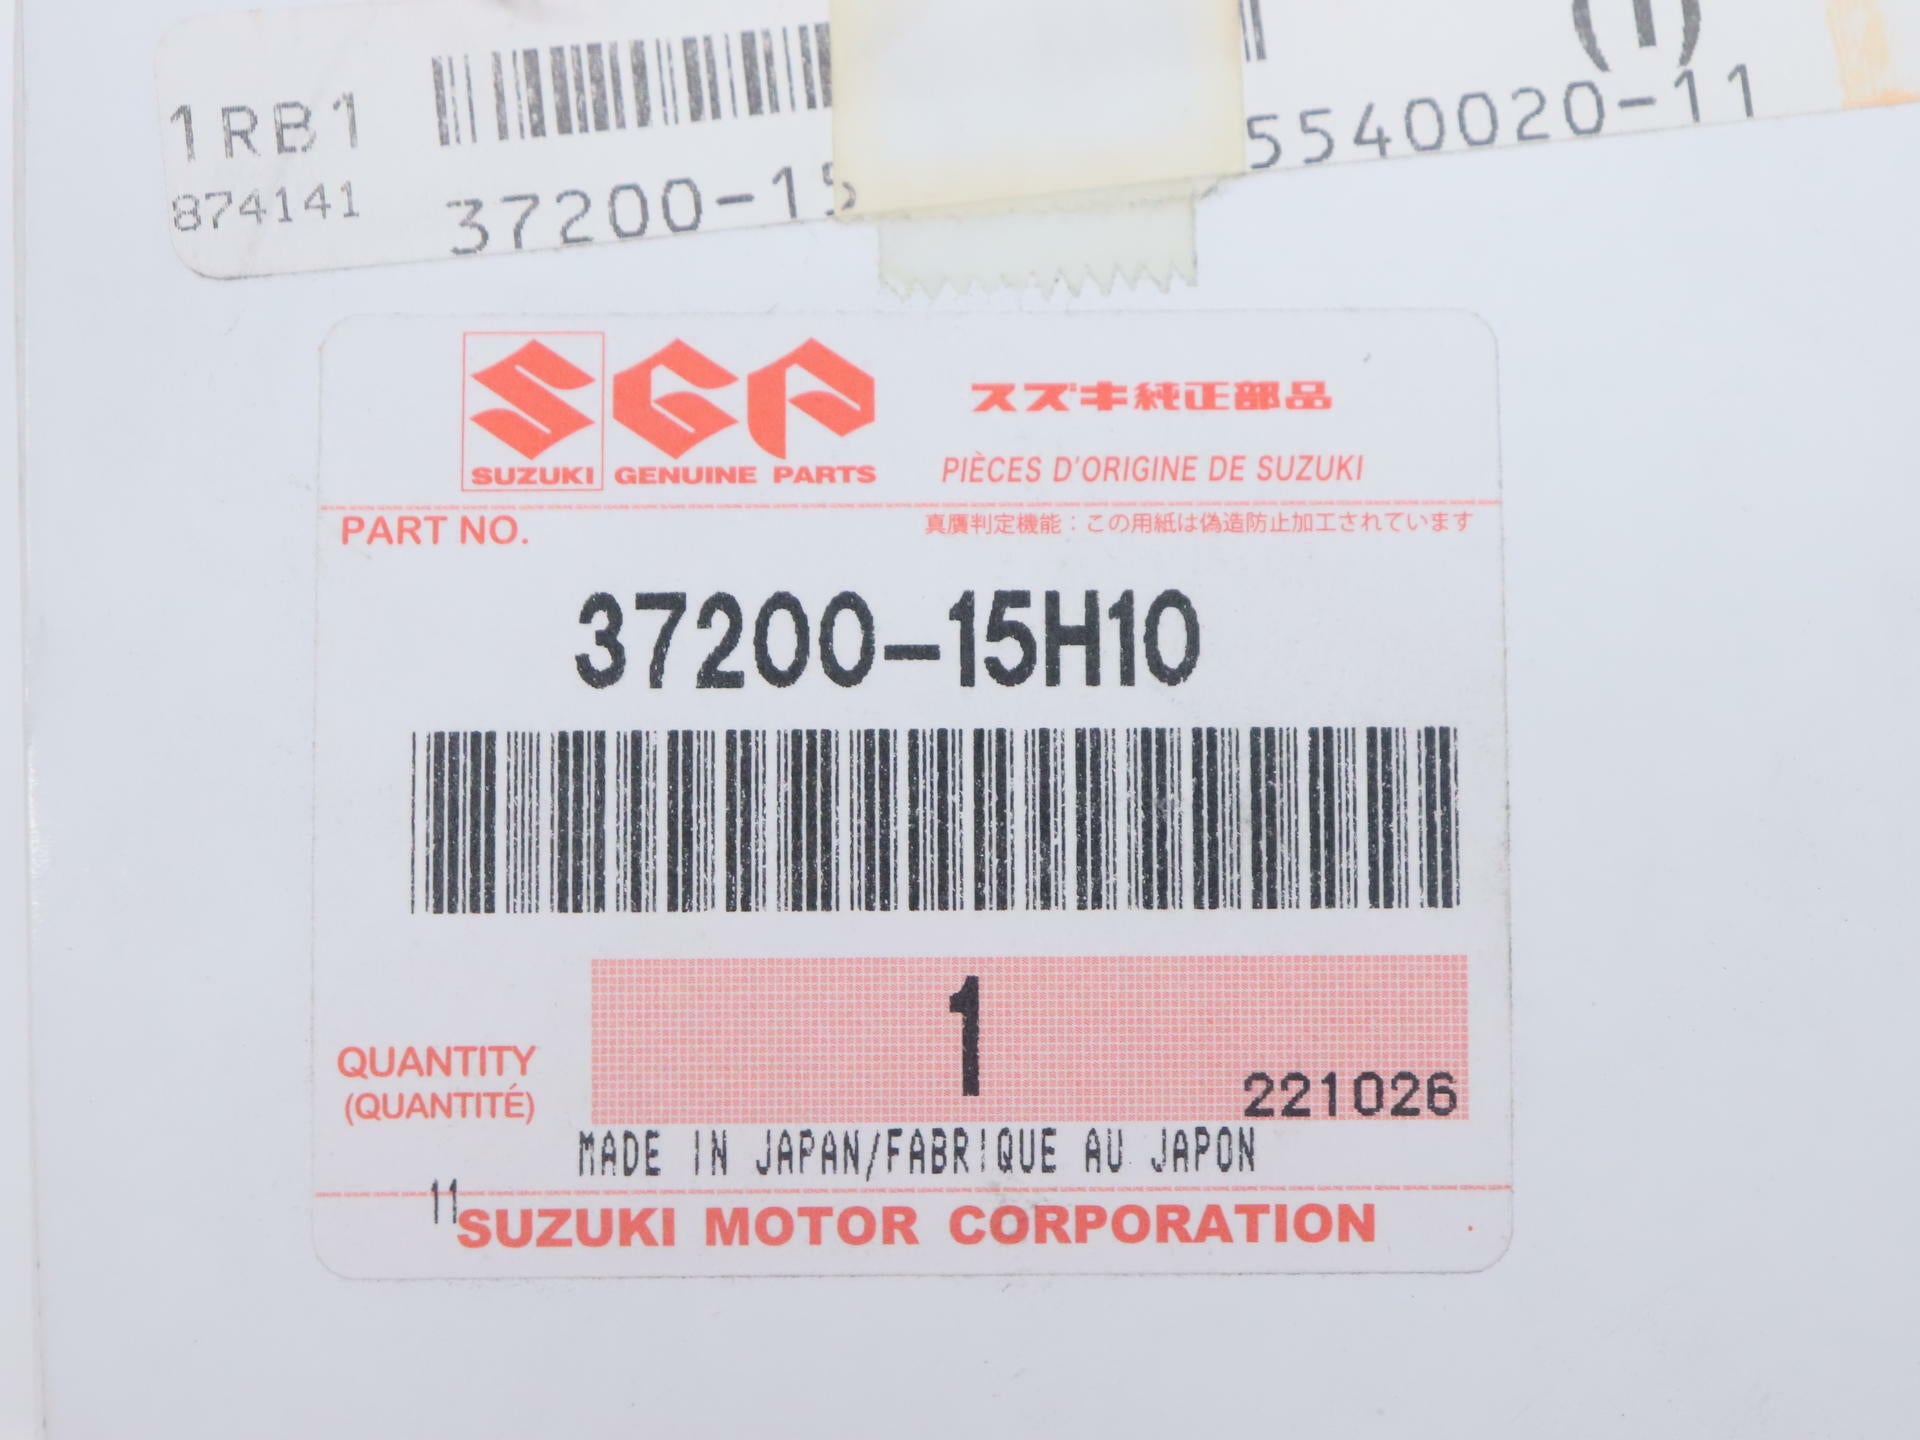 (1)
1RB1
5540020-11
874141
37200-15
SUZUKI GENUINE PARTS
スズキ純正部品
PIÈCES D'ORIGINE DE SUZUKI
PART NO.
真贋判定機能：この用紙は偽造防止加工されています
37200-15H10
1
QUANTITY
(QUANTITÉ)
221026
MADE IN JAPAN/FABRIQUE AU JAPON
11
SUZUKI MOTOR CORPORATION